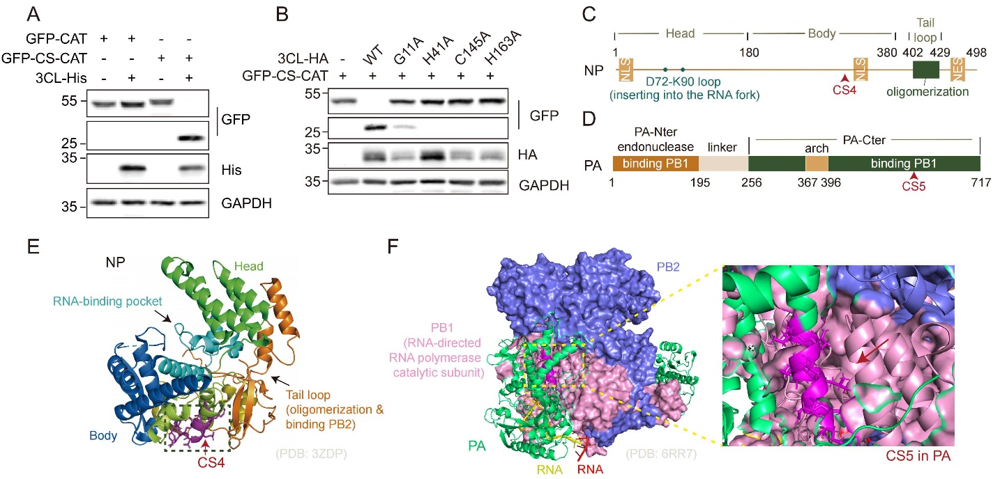 A
GFP-CAT + + - -
GFP-CS-CAT - - + +
3CL-His - + - +
55
25
GFP
35
His
35
GAPDH
B
3CL-HA - WT G11A H41A C145A H163A
GFP-CS-CAT + + + + + +
55
25
GFP
35
HA
35
GAPDH
C
Head Body Tail
loop
1 180 380 402 429 498
NP NLS NLS NES
D72-K90 loop
(inserting into the RNA fork)
CS4
oligomerization
D
PA-Nter
endonuclease linker PA-Cter
arch
PA binding PB1 binding PB1
1 195 256 367 396 717
CS5
E
NP
Head
RNA-binding pocket
Tail loop
(oligomerization &
binding PB2)
Body
CS4
(PDB: 3ZDP)
F
PB2
PB1
(RNA-directed
RNA polymerase
catalytic subunit)
PA
RNA RNA
(PDB: 6RR7)
CS5 in PA